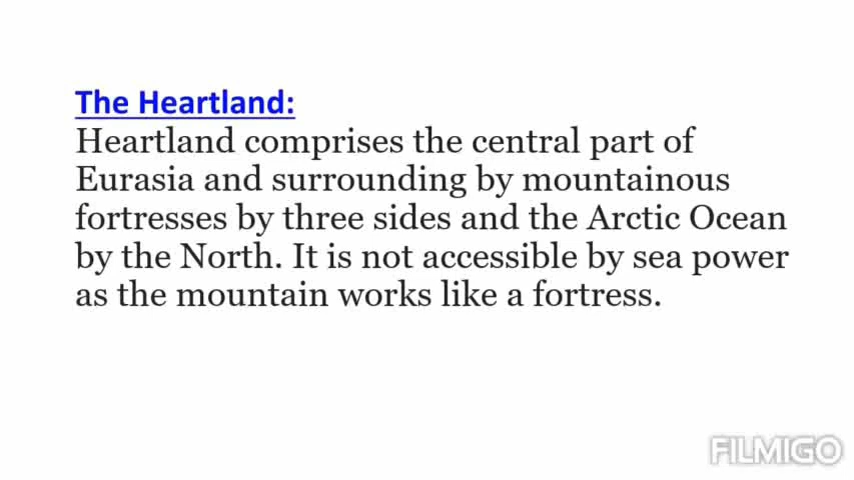 The Heartland:
Heartland comprises the central part of
Eurasia and surrounding by mountainous
fortresses by three sides and the Arctic Ocean
by the North. It is not accessible by sea power
as the mountain works like a fortress.
FILMIGO